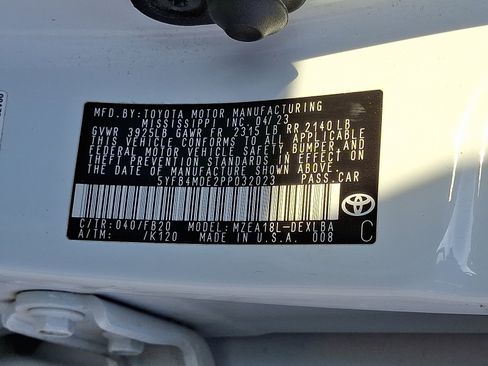 MFD.BY:TOYOTA MOTOR MANUFACTURING
MISSISSIPPI INC. 04/23
GVWR 3925LB GAWR FR 2315 LB RR 2140 LB
THIS VEHICLE CONFORMS TO ALL APPLICABLE
FEDERAL MOTOR VEHICLE SAFETY, BUMPER, AND
THEFT PREVENTION STANDARDS IN EFFECT ON
THE DATE OF MANUFACTURE SHOWN ABOVE.
5YFB4MDE2PP032023 PASS.CAR
C/TR: 040/FB20 MODEL: MZEA18L-DEXLBA
A/TM: /K120 MADE IN U.S.A. 008
C